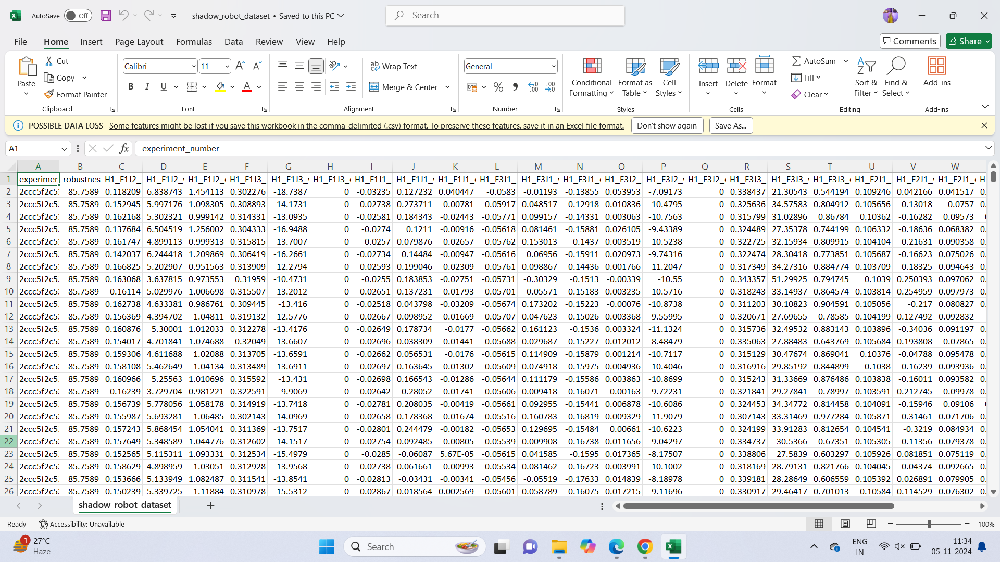 AutoSave Off shadow_robot_dataset • Saved to this PC Search
File Home Insert Page Layout Formulas Data Review View Help Comments Share
Paste Cut Copy Format Painter Clipboard
Calibri 11 B I U A Font
Wrap Text Merge & Center Alignment
General % Number
Conditional Formatting Format as Table Cell Styles Styles
Insert Delete Format Cells
AutoSum Fill Clear Sort & Filter Find & Select Editing
Add-ins Add-ins
POSSIBLE DATA LOSS Some features might be lost if you save this workbook in the comma-delimited (.csv) format. To preserve these features, save it in an Excel file format. Don't show again Save As...
A1 fx experiment_number
A B C D E F G H I J K L M N O P Q R S T U V W
1 experimen robustnes H1_F1J2_ H1_F1J2_ H1_F1J2_ H1_F1J3_ H1_F1J3_ H1_F1J3_ H1_F1J1_ H1_F1J1_ H1_F1J1_ H1_F3J1_ H1_F3J1_ H1_F3J1_ H1_F3J2_ H1_F3J2_ H1_F3J2_ H1_F3J3_ H1_F3J3_ H1_F3J3_ H1_F2J1_ H1_F2J1_ H1_F2J1_
2 2ccc5f2c5 85.7589 0.118209 6.838743 1.454113 0.302276 -18.7387 0 -0.03235 0.127232 0.040447 -0.0583 -0.01193 -0.13855 0.053953 -7.09173 0 0.338437 21.30543 0.544194 0.109246 0.042166 0.041517
3 2ccc5f2c5 85.7589 0.152945 5.997176 1.098305 0.308893 -14.1731 0 -0.02738 0.273711 -0.00781 -0.05917 0.048517 -0.12918 0.010836 -10.4795 0 0.325636 34.57583 0.804912 0.105656 -0.13018 0.0757
4 2ccc5f2c5 85.7589 0.162168 5.302321 0.999142 0.314331 -13.0935 0 -0.02581 0.184343 -0.02443 -0.05771 0.099157 -0.14331 0.003063 -10.7563 0 0.315799 31.02896 0.86784 0.10362 -0.16282 0.09573
5 2ccc5f2c5 85.7589 0.137684 6.504519 1.256002 0.304333 -16.9488 0 -0.0274 0.1211 -0.00916 -0.05618 0.081461 -0.15881 0.026105 -9.43389 0 0.324489 27.35378 0.744199 0.106332 -0.18636 0.068382
6 2ccc5f2c5 85.7589 0.161747 4.899113 0.999313 0.315815 -13.7007 0 -0.0257 0.079876 -0.02657 -0.05762 0.153013 -0.1437 0.003519 -10.5238 0 0.322725 32.15934 0.809915 0.104104 -0.21631 0.090358
7 2ccc5f2c5 85.7589 0.142037 6.244418 1.209869 0.306419 -16.2661 0 -0.02734 0.14484 -0.00947 -0.05616 0.06956 -0.15911 0.020973 -9.74316 0 0.322474 28.30418 0.773851 0.105687 -0.16623 0.075026
8 2ccc5f2c5 85.7589 0.166825 5.202907 0.951563 0.313909 -12.2794 0 -0.02593 0.199046 -0.02309 -0.05761 0.098867 -0.14436 0.001766 -11.2047 0 0.317349 34.27316 0.884774 0.103709 -0.18325 0.094643
9 2ccc5f2c5 85.7589 0.163068 3.637815 0.973553 0.31959 -10.4731 0 -0.0255 0.183853 -0.02751 -0.05731 -0.30329 -0.1513 -0.00339 -10.55 0 0.343357 51.29925 0.794745 0.1039 0.250393 0.097062
10 2ccc5f2c5 85.7589 0.16114 5.029976 1.006698 0.315507 -13.2012 0 -0.02651 0.137231 -0.01793 -0.05701 -0.05571 -0.15183 0.003235 -10.5716 0 0.318243 33.14937 0.864574 0.103814 0.254959 0.097973
11 2ccc5f2c5 85.7589 0.162738 4.633381 0.986761 0.309445 -13.416 0 -0.02518 0.043798 -0.03209 -0.05674 0.173202 -0.15223 -0.00076 -10.8738 0 0.311203 30.10823 0.904591 0.105056 -0.217 0.080827
12 2ccc5f2c5 85.7589 0.156369 4.394702 1.04811 0.319132 -12.5776 0 -0.02667 0.098952 -0.01669 -0.05707 0.047623 -0.15026 0.003368 -9.55995 0 0.320671 27.69655 0.78585 0.104199 0.127492 0.092832
13 2ccc5f2c5 85.7589 0.160876 5.30001 1.012033 0.312278 -13.4176 0 -0.02649 0.178734 -0.0177 -0.05662 0.161123 -0.1536 0.003324 -11.1324 0 0.315736 32.49532 0.883143 0.103896 -0.34036 0.091197
14 2ccc5f2c5 85.7589 0.154017 4.701841 1.074688 0.32049 -13.6607 0 -0.02696 0.038309 -0.01441 -0.05688 0.029687 -0.15227 0.012012 -8.48479 0 0.335063 27.88483 0.643769 0.105684 0.193808 0.07865
15 2ccc5f2c5 85.7589 0.159306 4.611688 1.02088 0.313705 -13.6591 0 -0.02662 0.056531 -0.0176 -0.05615 0.114909 -0.15879 0.001214 -10.7117 0 0.315129 30.47674 0.869041 0.10376 -0.04788 0.095478
16 2ccc5f2c5 85.7589 0.158108 5.462649 1.04134 0.313489 -13.6911 0 -0.02697 0.163645 -0.01302 -0.05609 0.074918 -0.15975 0.004936 -10.4046 0 0.316916 29.85192 0.844899 0.1038 -0.16239 0.093936
17 2ccc5f2c5 85.7589 0.160966 5.25563 1.010696 0.315592 -13.431 0 -0.02698 0.166543 -0.01286 -0.05644 0.111179 -0.15586 0.003863 -10.8699 0 0.315243 31.33669 0.876486 0.103838 -0.16011 0.093582
18 2ccc5f2c5 85.7589 0.16239 3.729704 0.981221 0.322591 -9.9069 0 -0.02642 0.28052 -0.01741 -0.05606 0.009418 -0.16071 -0.00163 -9.72231 0 0.321841 29.27841 0.78997 0.103591 0.212745 0.09978
19 2ccc5f2c5 85.7589 0.156739 5.778056 1.058178 0.314919 -13.7418 0 -0.02781 0.208035 -0.00419 -0.05661 0.092955 -0.15441 0.006878 -10.6086 0 0.324453 34.34772 0.814458 0.104091 -0.15946 0.09106
20 2ccc5f2c5 85.7589 0.155987 5.693281 1.06485 0.302143 -14.0969 0 -0.02658 0.178368 -0.01674 -0.05516 0.160783 -0.16819 0.009329 -11.9079 0 0.307143 33.31469 0.977284 0.105871 -0.31461 0.071706
21 2ccc5f2c5 85.7589 0.157243 5.868454 1.054041 0.311369 -13.7517 0 -0.02801 0.244479 -0.00182 -0.05653 0.129695 -0.15484 0.00661 -10.6223 0 0.324199 33.91283 0.812654 0.104541 -0.3219 0.084934
22 2ccc5f2c5 85.7589 0.157649 5.348589 1.044776 0.312602 -14.1517 0 -0.02754 0.092485 -0.00805 -0.05539 0.009908 -0.16738 0.011656 -9.04297 0 0.334737 30.5366 0.67351 0.105305 -0.11356 0.079378
23 2ccc5f2c5 85.7589 0.152565 5.115311 1.093331 0.312534 -15.4979 0 -0.0285 -0.06087 5.67E-05 -0.05615 0.041585 -0.1595 0.017365 -8.17507 0 0.338806 27.5839 0.603297 0.105926 0.081851 0.075119
24 2ccc5f2c5 85.7589 0.158629 4.898959 1.03051 0.312928 -13.9568 0 -0.02738 0.061661 -0.00993 -0.05534 0.081462 -0.16723 0.003991 -10.1002 0 0.318169 28.79131 0.821766 0.104045 -0.04374 0.092665
25 2ccc5f2c5 85.7589 0.153666 5.133949 1.082487 0.311541 -13.8541 0 -0.02813 -0.03431 -0.00341 -0.05456 -0.05519 -0.17633 0.014839 -8.18978 0 0.339181 28.28649 0.606559 0.105392 0.026891 0.079905
26 2ccc5f2c5 85.7589 0.150239 5.339725 1.11884 0.310978 -15.5312 0 -0.02867 0.018564 0.002569 -0.05601 0.058789 -0.16075 0.017215 -9.11696 0 0.330917 29.46417 0.701013 0.10584 0.114529 0.076302
shadow_robot_dataset
Ready Accessibility: Unavailable 100%
1 27°C Haze Search ENG IN 11:34 05-11-2024